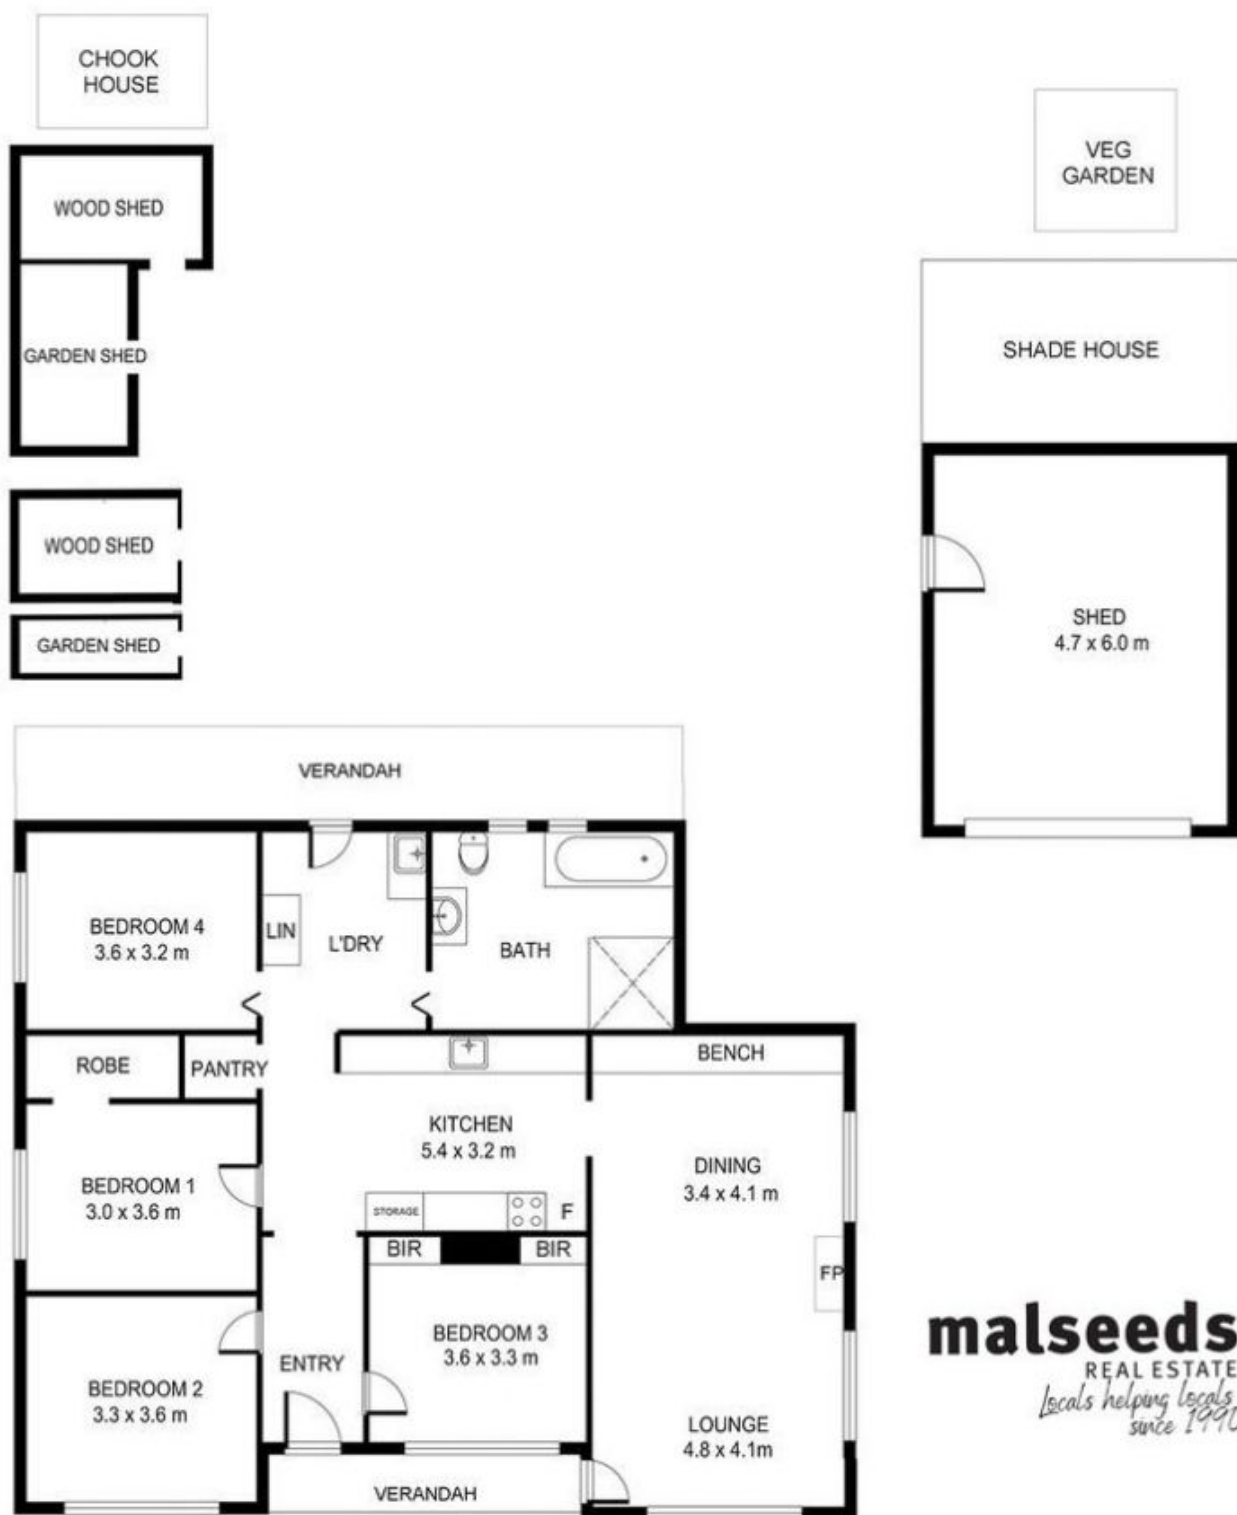 CHOOK
HOUSE
WOOD SHED
GARDEN SHED
WOOD SHED
GARDEN SHED
VEG
GARDEN
SHADE HOUSE
SHED
4.7 x 6.0 m
VERANDAH
BEDROOM 4
3.6 x 3.2 m
LIN
L'DRY
BATH
ROBE
PANTRY
BENCH
KITCHEN
5.4 x 3.2 m
DINING
3.4 x 4.1 m
BEDROOM 1
3.0 x 3.6 m
STORAGE
F
BIR
BIR
FP
BEDROOM 3
3.6 x 3.3 m
ENTRY
BEDROOM 2
3.3 x 3.6 m
LOUNGE
4.8 x 4.1m
VERANDAH
malseeds
REAL ESTATE
Locals helping locals
since 1990